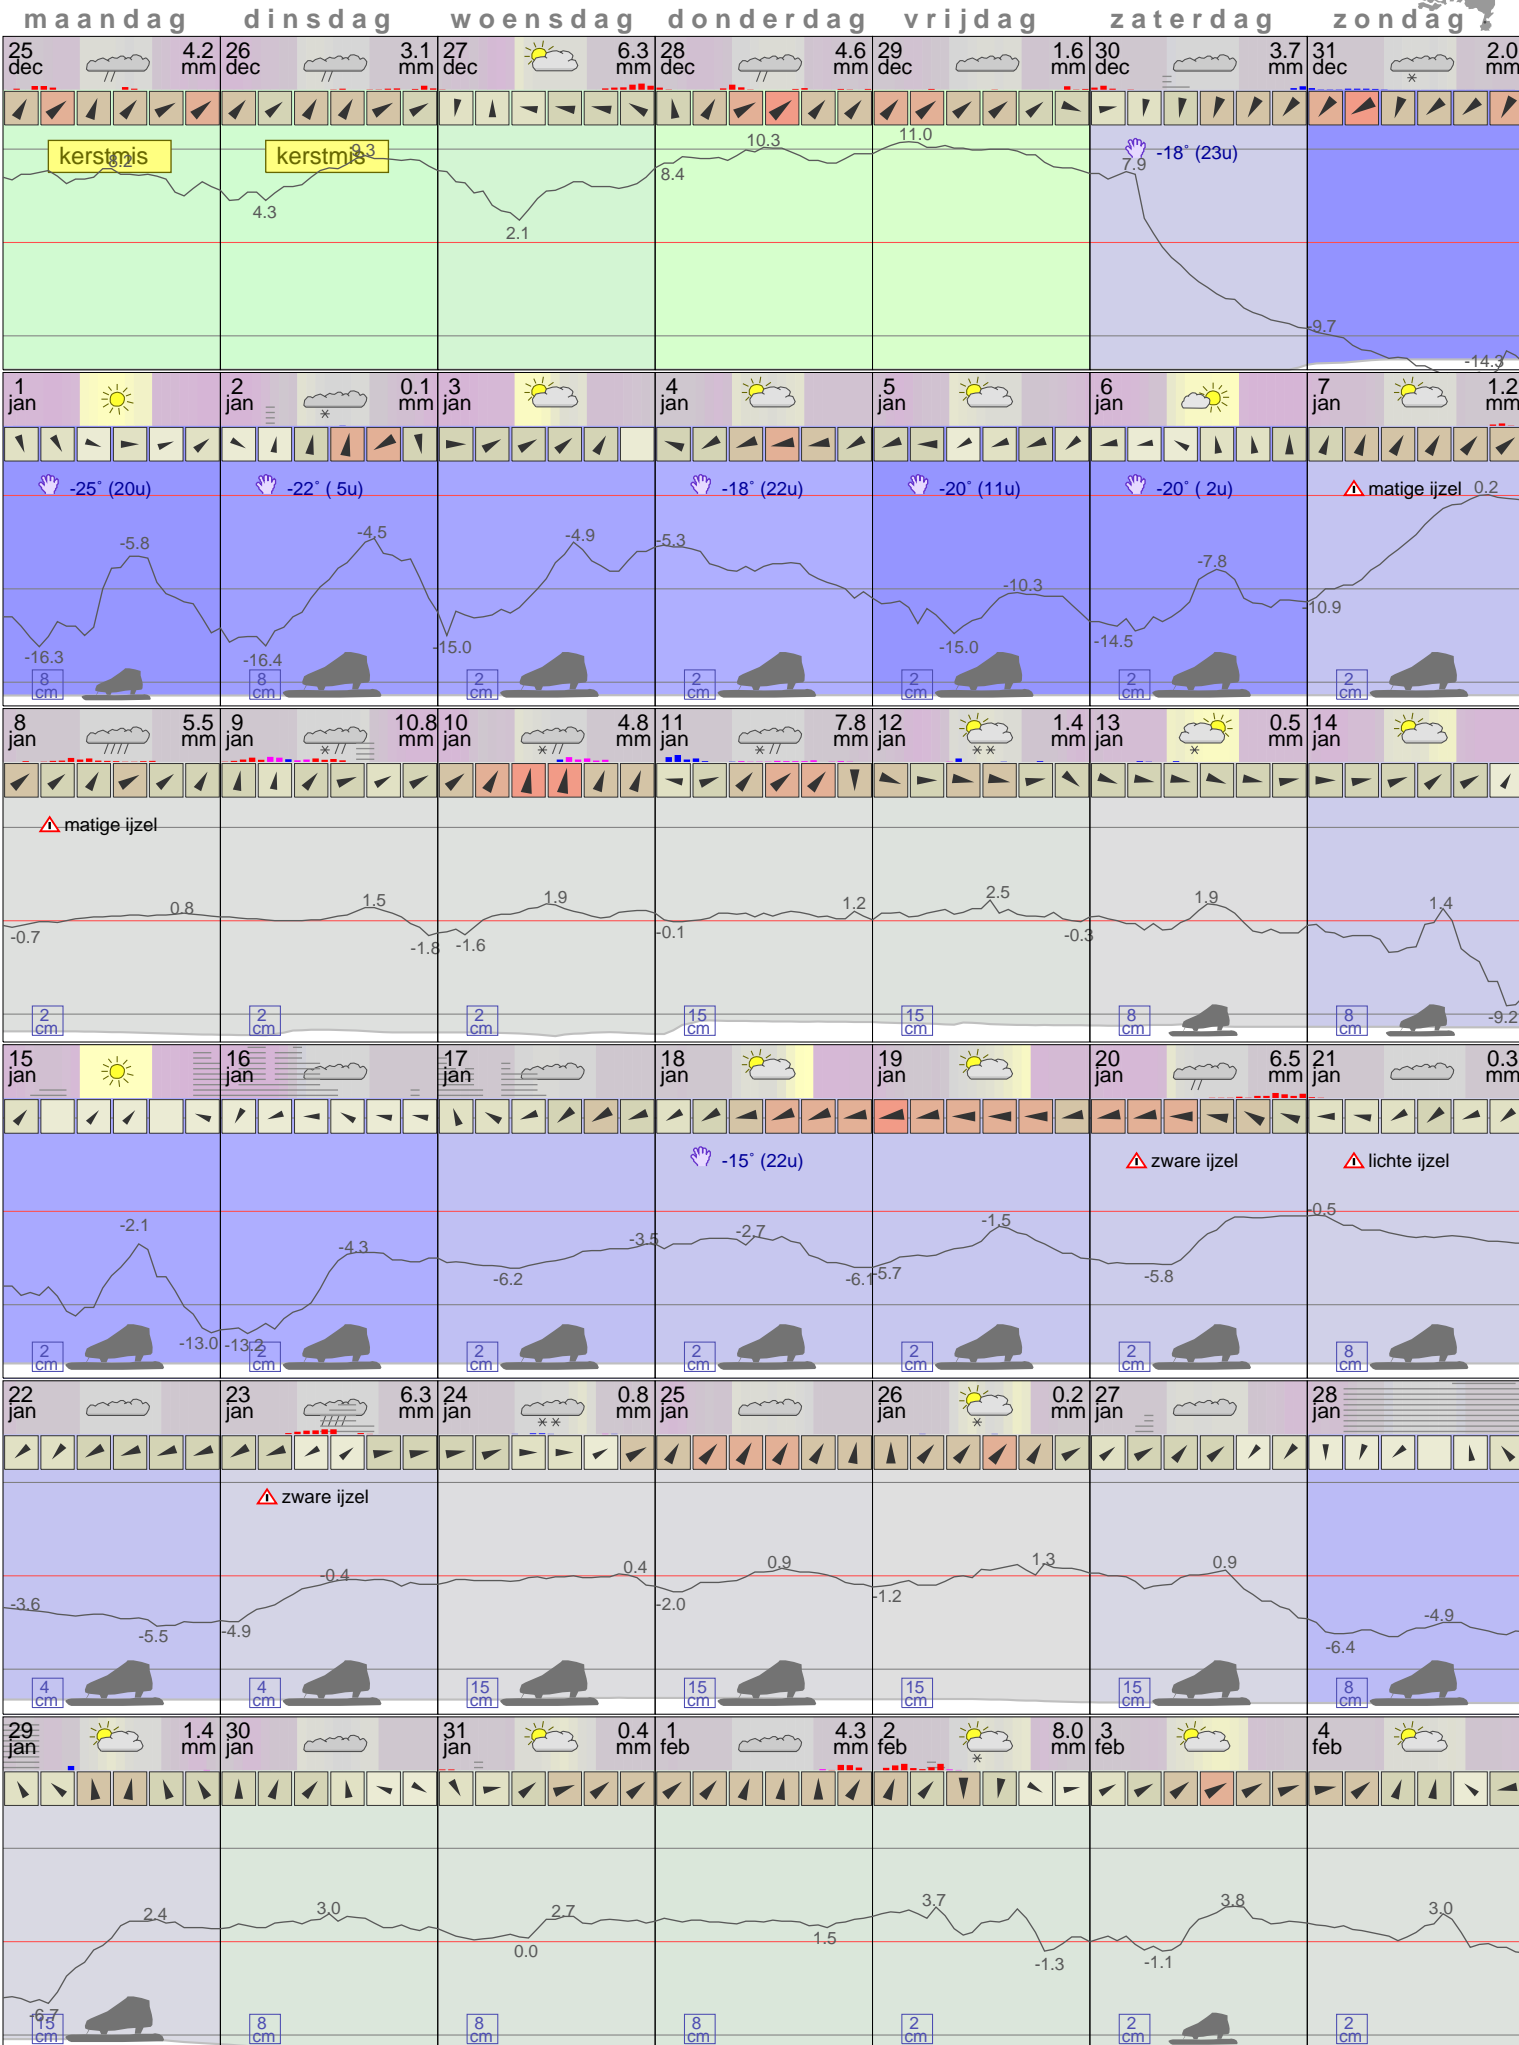 maandag dinsdag woensdag donderdag vrijdag zaterdag zondag
25 dec 4.2 mm 26 dec 3.1 mm 27 dec 6.3 mm 28 dec 4.6 mm 29 dec 1.6 mm 30 dec 3.7 mm 31 dec 2.0 mm
kerstmis 8.2 kerstmis 9.3 10.3 11.0 7.9 -18° (23u)
4.3 2.1 8.4
-9.7 -14.3
1 jan 2 jan 0.1 mm 3 jan 4 jan 5 jan 6 jan 7 jan 1.2 mm
-25° (20u) -22° ( 5u) -18° (22u) -20° (11u) -20° ( 2u) matige ijzel 0.2
-5.8 -4.5 -4.9 -5.3 -10.3 -7.8
-16.3 -16.4 -15.0 -15.0 -14.5 -10.9
8 cm 8 cm 2 cm 2 cm 2 cm 2 cm 2 cm
8 jan 5.5 mm 9 jan 10.8 mm 10 jan 4.8 mm 11 jan 7.8 mm 12 jan 1.4 mm 13 jan 0.5 mm 14 jan
matige ijzel
0.8 1.5 1.9 1.2 2.5 1.9 1.4
-0.7 -1.8 -1.6 -0.1 -0.3 -9.2
2 cm 2 cm 2 cm 15 cm 15 cm 8 cm 8 cm
15 jan 16 jan 17 jan 18 jan 19 jan 20 jan 6.5 mm 21 jan 0.3 mm
-15° (22u) zware ijzel lichte ijzel
-2.1 -4.3 -3.5 -2.7 -1.5 -0.5
-13.0 -13.2 -6.2 -6.1 -5.7 -5.8
2 cm 2 cm 2 cm 2 cm 2 cm 2 cm 8 cm
22 jan 23 jan 6.3 mm 24 jan 0.8 mm 25 jan 26 jan 0.2 mm 27 jan 28 jan
zware ijzel
-3.6 -0.4 0.4 0.9 1.3 0.9 -4.9
-5.5 -4.9 -2.0 -1.2 -6.4
4 cm 4 cm 15 cm 15 cm 15 cm 15 cm 8 cm
29 jan 1.4 mm 30 jan 31 jan 0.4 mm 1 feb 4.3 mm 2 feb 8.0 mm 3 feb 4 feb
2.4 3.0 2.7 3.7 3.8 3.0
-6.7 0.0 1.5 -1.3 -1.1
15 cm 8 cm 8 cm 8 cm 2 cm 2 cm 2 cm